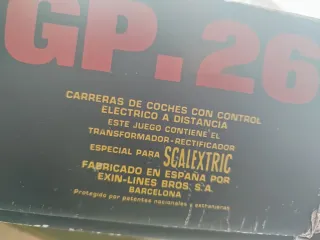 GP.26
CARRERAS DE COCHES CON CONTROL
ELECTRICO A DISTANCIA
ESTE JUEGO CONTIENE EL
TRANSFORMADOR-RECTIFICADOR
ESPECIAL PARA SCALEXTRIC
FABRICADO EN ESPAÑA POR
EXIN-LINES BROS. S.A.
BARCELONA
Protegido por patentes nacionales y extranjeras